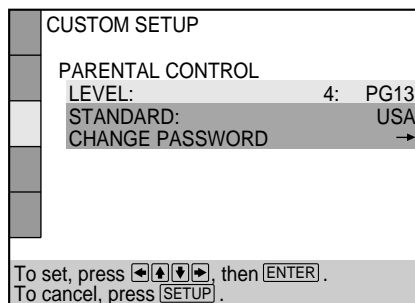 CUSTOM SETUP
PARENTAL CONTROL
LEVEL: 4: PG13
STANDARD: USA
CHANGE PASSWORD →
To set, press ←↑↓→, then ENTER.
To cancel, press SETUP.